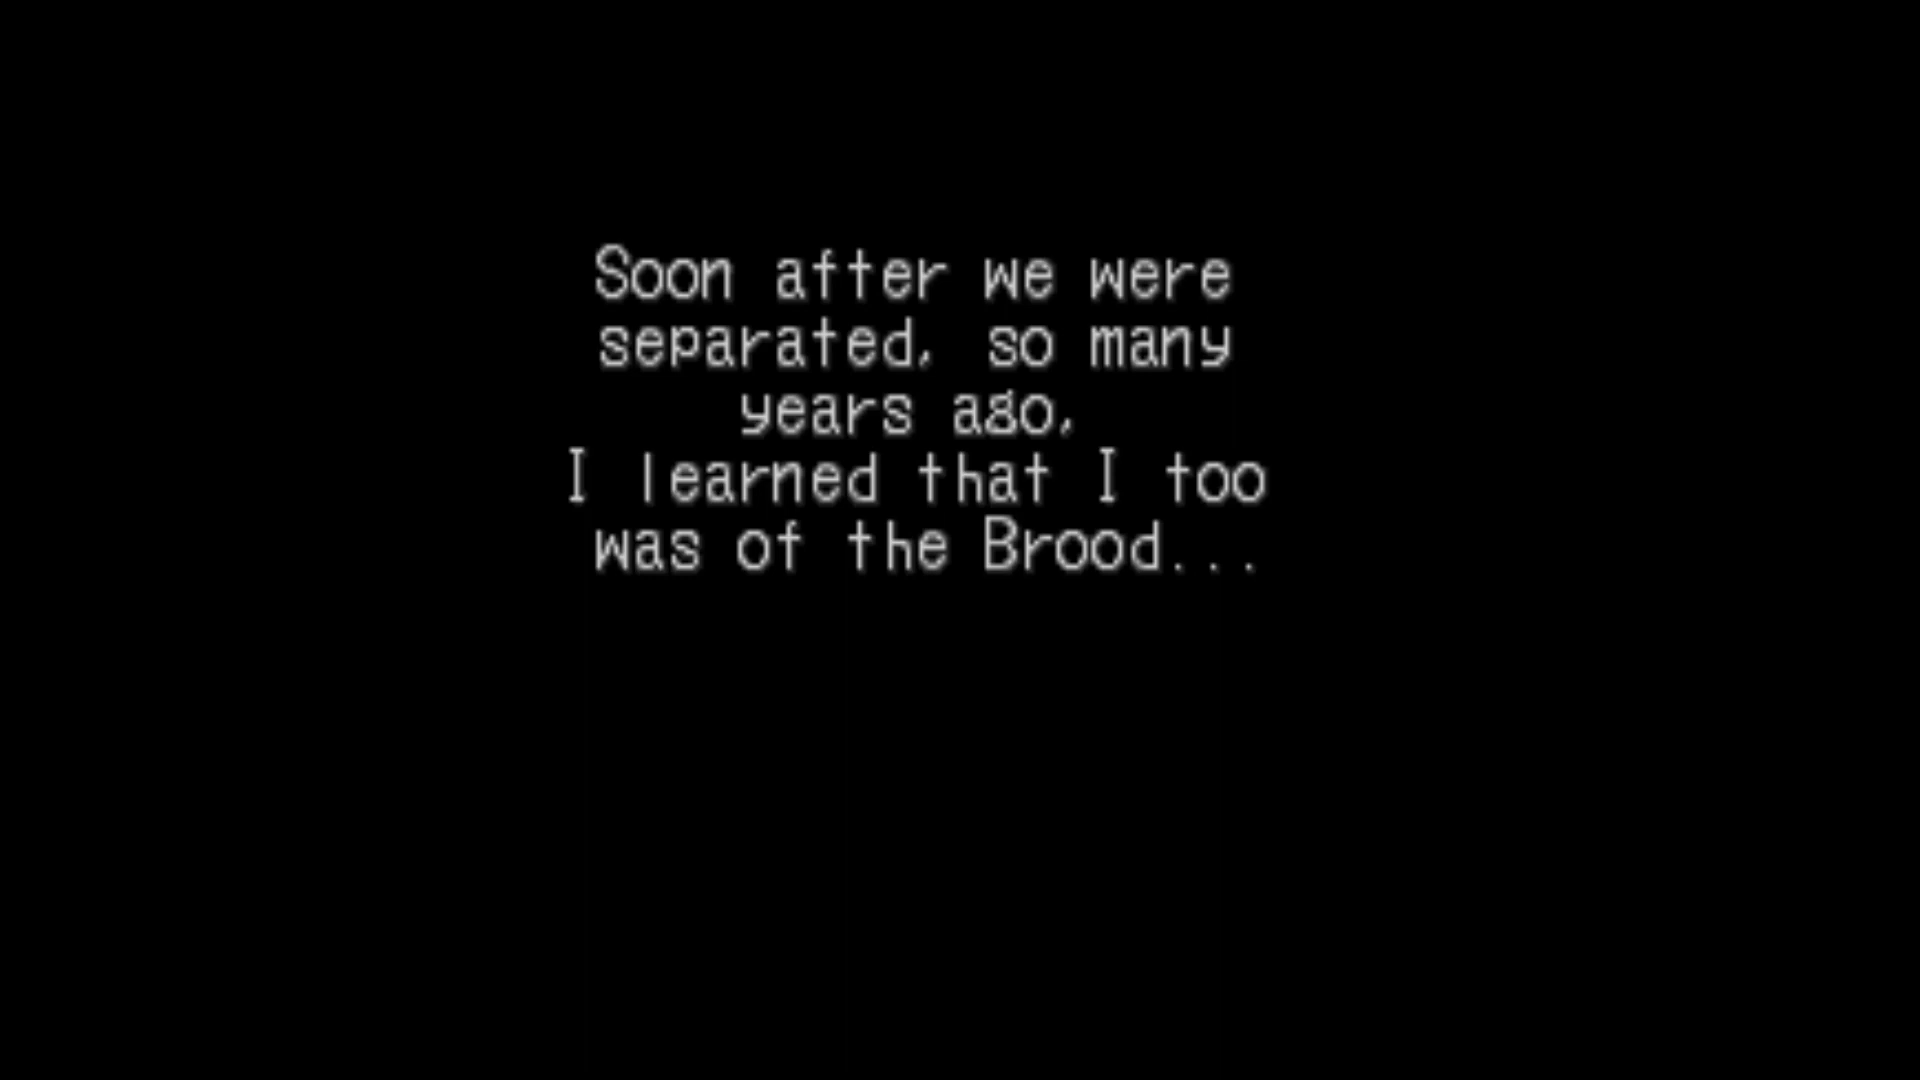 Soon after we were
separated, so many
years ago,
I learned that I too
was of the Brood...